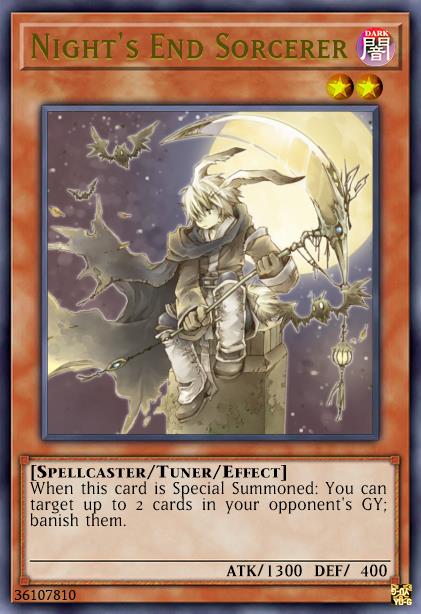 Night's End Sorcerer
DARK
闇
[Spellcaster/Tuner/Effect]
When this card is Special Summoned: You can
target up to 2 cards in your opponent's GY;
banish them.
ATK/1300 DEF/ 400
36107810